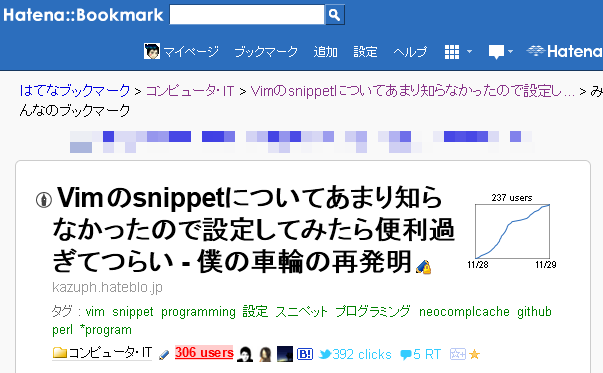 Hatena::Bookmark
マイページ ブックマーク 追加 設定 ヘルプ Hatena
はてなブックマーク > コンピュータ・IT > Vimのsnippetについてあまり知らなかったので設定し... > み
んなのブックマーク
Vimのsnippetについてあまり知ら
なかったので設定してみたら便利過
ぎてつらい - 僕の車輪の再発明
kazuph.hateblo.jp
237 users
11/28 11/29
タグ : vim snippet programming 設定 スニペット プログラミング neocomplcache github
perl *program
コンピュータ・IT 306 users B! 392 clicks 5 RT